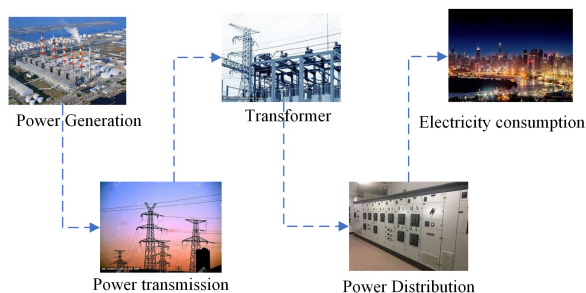 Power Generation
Transformer
Electricity consumption
Power transmission
Power Distribution